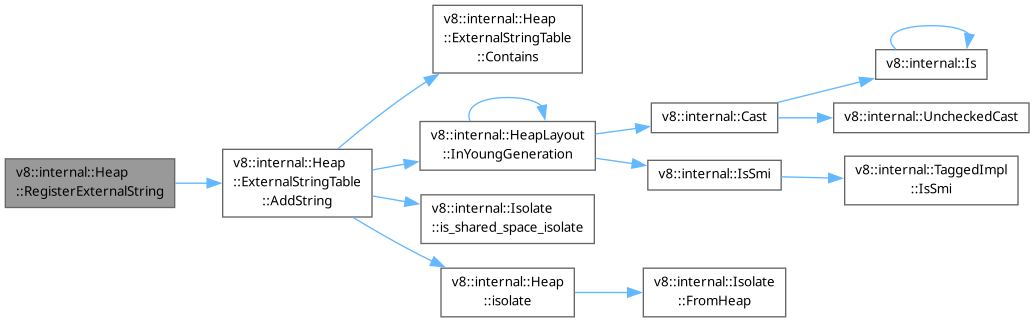 v8::internal::Heap
::RegisterExternalString
v8::internal::Heap
::ExternalStringTable
::AddString
v8::internal::Heap
::ExternalStringTable
::Contains
v8::internal::HeapLayout
::InYoungGeneration
v8::internal::Isolate
::is_shared_space_isolate
v8::internal::Heap
::isolate
v8::internal::Cast
v8::internal::IsSmi
v8::internal::Isolate
::FromHeap
v8::internal::Is
v8::internal::UncheckedCast
v8::internal::TaggedImpl
::IsSmi